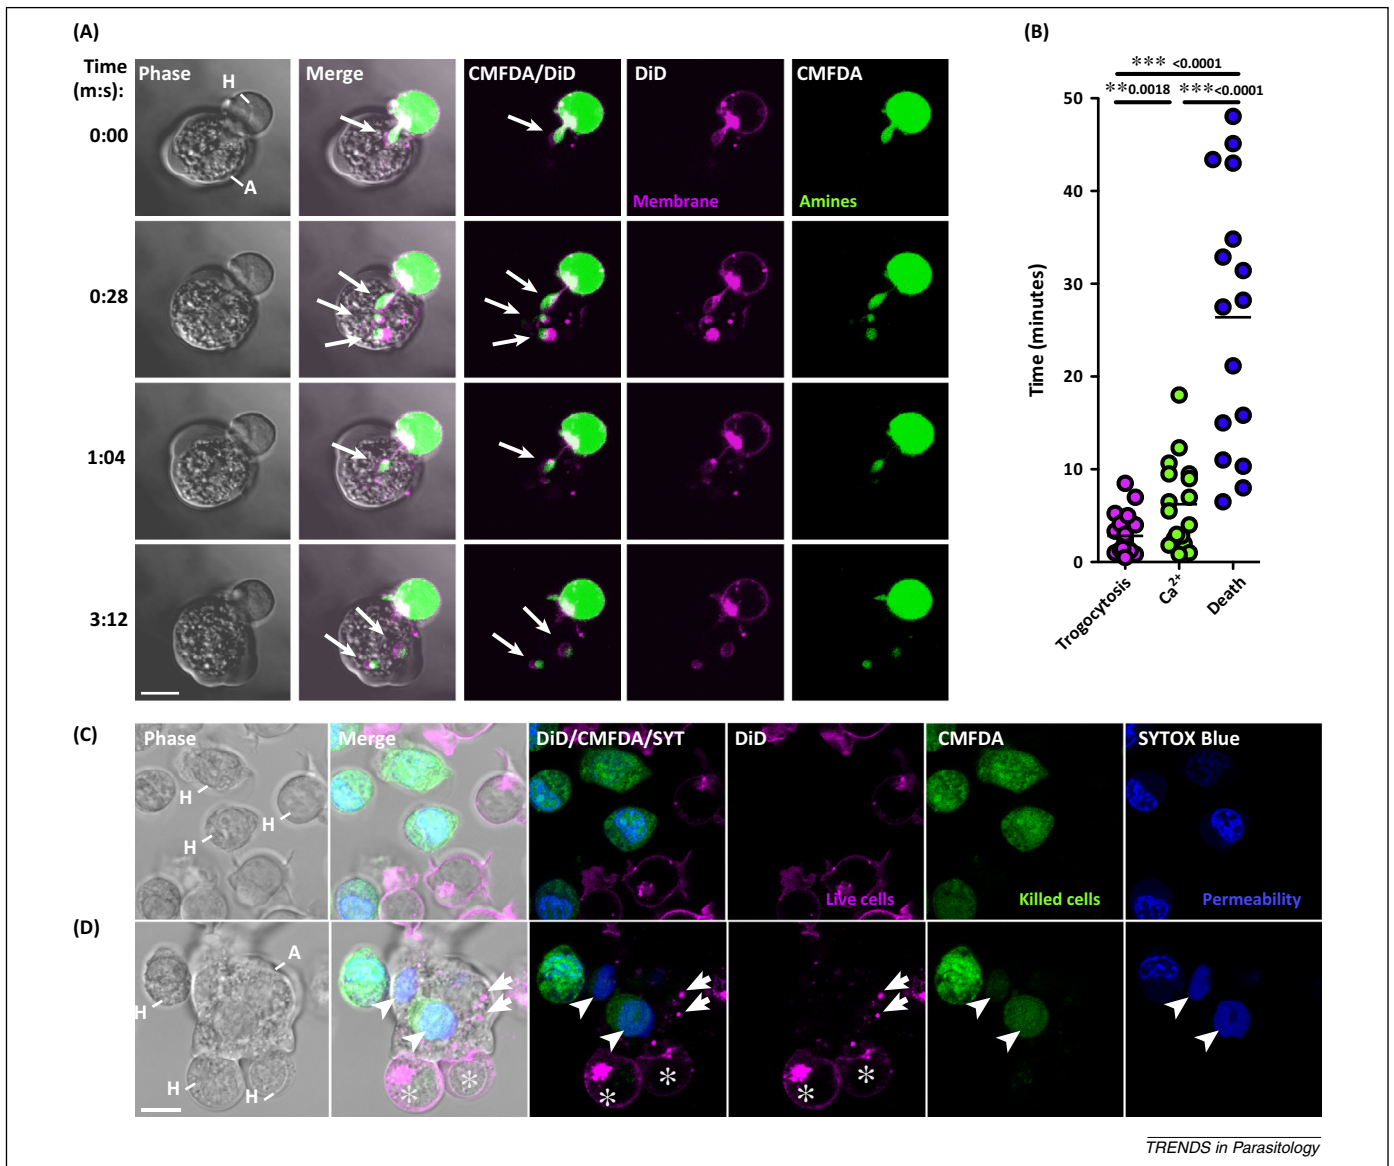 (A)
Time
(m:s):
Phase
Merge
CMFDA/DiD
DiD
CMFDA
H
A
Membrane
Amines
0:00
0:28
1:04
3:12
(B)
*** <0.0001
**0.0018
***<0.0001
50
40
30
20
10
0
Time (minutes)
Trogocytosis
Ca2+
Death
(C)
Phase
Merge
DiD/CMFDA/SYT
DiD
CMFDA
SYTOX Blue
H
H
H
Live cells
Killed cells
Permeability
(D)
A
H
H
H
* *
* *
* *
TRENDS in Parasitology